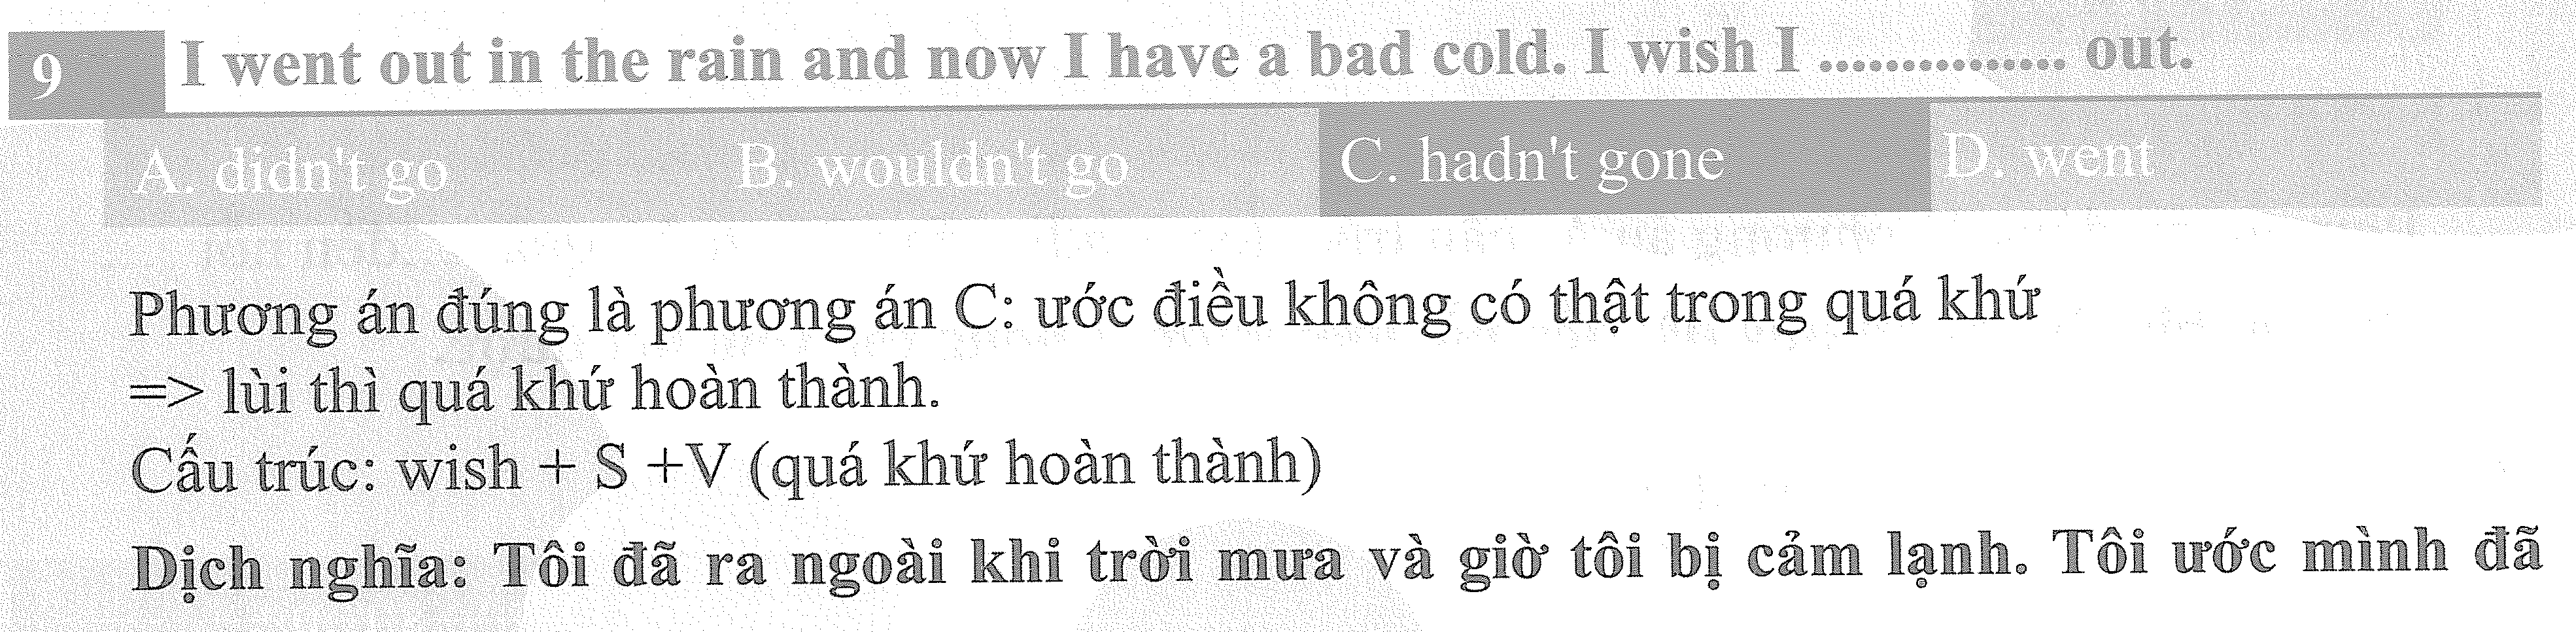 9 I went out in the rain and now I have a bad cold. I wish I ............... out.
A. didn't go B. wouldn't go C. hadn't gone D. went
Phương án đúng là phương án C: ước điều không có thật trong quá khứ
=> lùi thì quá khứ hoàn thành.
Cấu trúc: wish + S +V (quá khứ hoàn thành)
Dịch nghĩa: Tôi đã ra ngoài khi trời mưa và giờ tôi bị cảm lạnh. Tôi ước mình đã